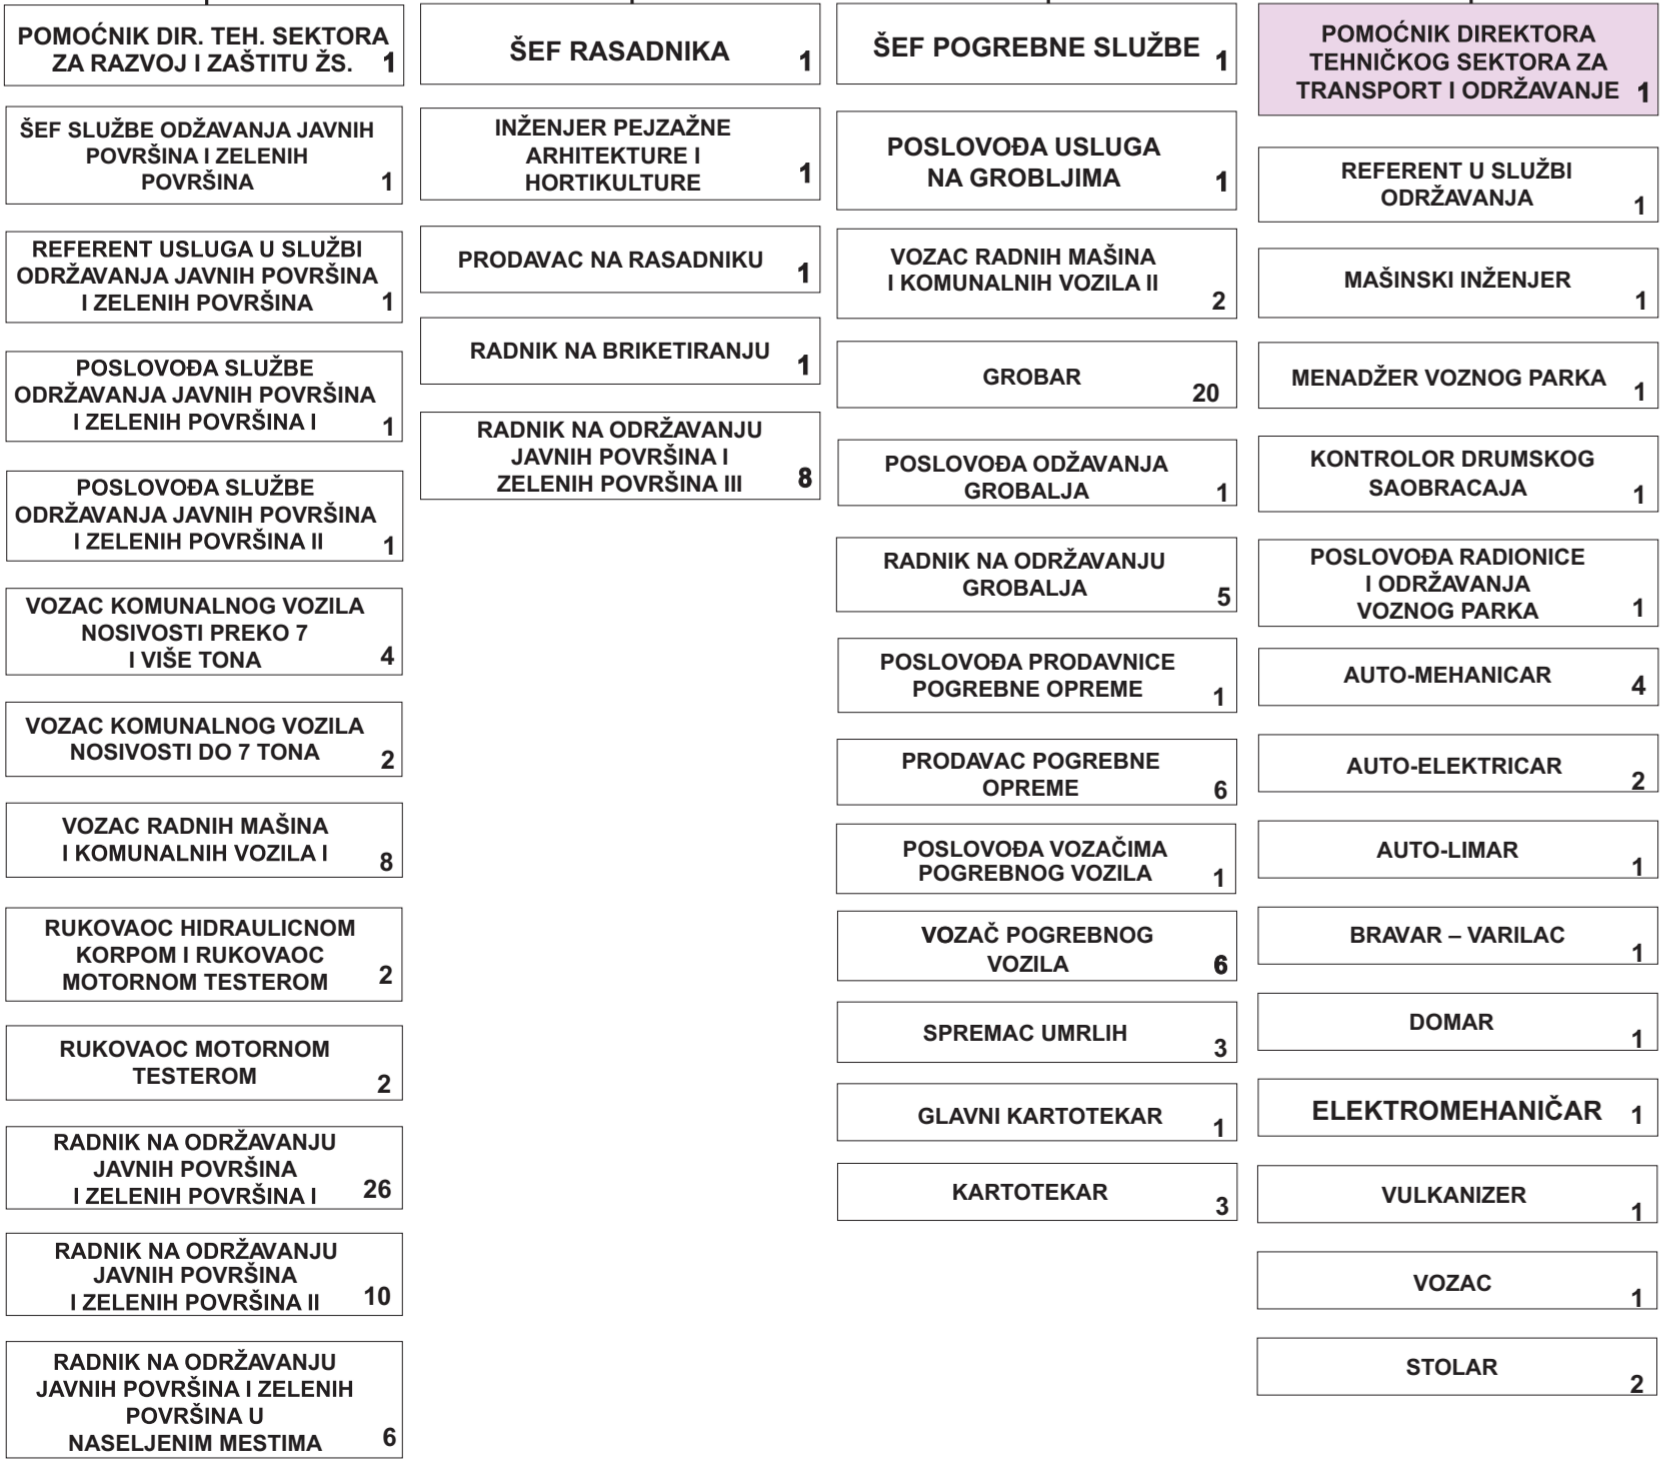 POMOĆNIK DIR. TEH. SEKTORA
ZA RAZVOJ I ZAŠTITU ŽS. 1
ŠEF SLUŽBE ODŽAVANJA JAVNIH
POVRŠINA I ZELENIH
POVRŠINA 1
REFERENT USLUGA U SLUŽBI
ODRŽAVANJA JAVNIH POVRŠINA
I ZELENIH POVRŠINA 1
POSLOVOĐA SLUŽBE
ODRŽAVANJA JAVNIH POVRŠINA
I ZELENIH POVRŠINA I 1
POSLOVOĐA SLUŽBE
ODRŽAVANJA JAVNIH POVRŠINA
I ZELENIH POVRŠINA II 1
VOZAC KOMUNALNOG VOZILA
NOSIVOSTI PREKO 7
I VIŠE TONA 4
VOZAC KOMUNALNOG VOZILA
NOSIVOSTI DO 7 TONA 2
VOZAC RADNIH MAŠINA
I KOMUNALNIH VOZILA I 8
RUKOVAOC HIDRAULICNOM
KORPOM I RUKOVAOC
MOTORNOM TESTEROM 2
RUKOVAOC MOTORNOM
TESTEROM 2
RADNIK NA ODRŽAVANJU
JAVNIH POVRŠINA
I ZELENIH POVRŠINA I 26
RADNIK NA ODRŽAVANJU
JAVNIH POVRŠINA
I ZELENIH POVRŠINA II 10
RADNIK NA ODRŽAVANJU
JAVNIH POVRŠINA I ZELENIH
POVRŠINA U
NASELJENIM MESTIMA 6
ŠEF RASADNIKA 1
INŽENJER PEJZAŽNE
ARHITEKTURE I
HORTIKULTURE 1
PRODAVAC NA RASADNIKU 1
RADNIK NA BRIKETIRANJU 1
RADNIK NA ODRŽAVANJU
JAVNIH POVRŠINA I
ZELENIH POVRŠINA III 8
ŠEF POGREBNE SLUŽBE 1
POSLOVOĐA USLUGA
NA GROBLJIMA 1
VOZAC RADNIH MAŠINA
I KOMUNALNIH VOZILA II 2
GROBAR 20
POSLOVOĐA ODŽAVANJA
GROBALJA 1
RADNIK NA ODRŽAVANJU
GROBALJA 5
POSLOVOĐA PRODAVNICE
POGREBNE OPREME 1
PRODAVAC POGREBNE
OPREME 6
POSLOVOĐA VOZAČIMA
POGREBNOG VOZILA 1
VOZAČ POGREBNOG
VOZILA 6
SPREMAC UMRLIH 3
GLAVNI KARTOTEKAR 1
KARTOTEKAR 3
POMOĆNIK DIREKTORA
TEHNIČKOG SEKTORA ZA
TRANSPORT I ODRŽAVANJE 1
REFERENT U SLUŽBI
ODRŽAVANJA 1
MAŠINSKI INŽENJER 1
MENADŽER VOZNOG PARKA 1
KONTROLOR DRUMSKOG
SAOBRACAJA 1
POSLOVOĐA RADIONICE
I ODRŽAVANJA
VOZNOG PARKA 1
AUTO-MEHANICAR 4
AUTO-ELEKTRICAR 2
AUTO-LIMAR 1
BRAVAR – VARILAC 1
DOMAR 1
ELEKTROMEHANIČAR 1
VULKANIZER 1
VOZAC 1
STOLAR 2